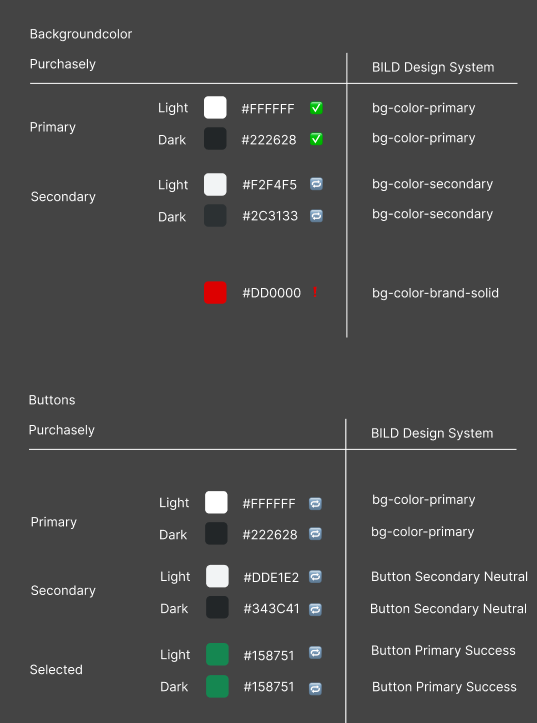 Backgroundcolor
Purchasely BILD Design System
Primary
Light #FFFFFF ✅ bg-color-primary
Dark #222628 ✅ bg-color-primary
Secondary
Light #F2F4F5 🔁 bg-color-secondary
Dark #2C3133 🔁 bg-color-secondary
#DD0000 ! bg-color-brand-solid
Buttons
Purchasely BILD Design System
Primary
Light #FFFFFF 🔁 bg-color-primary
Dark #222628 🔁 bg-color-primary
Secondary
Light #DDE1E2 🔁 Button Secondary Neutral
Dark #343C41 🔁 Button Secondary Neutral
Selected
Light #158751 🔁 Button Primary Success
Dark #158751 🔁 Button Primary Success